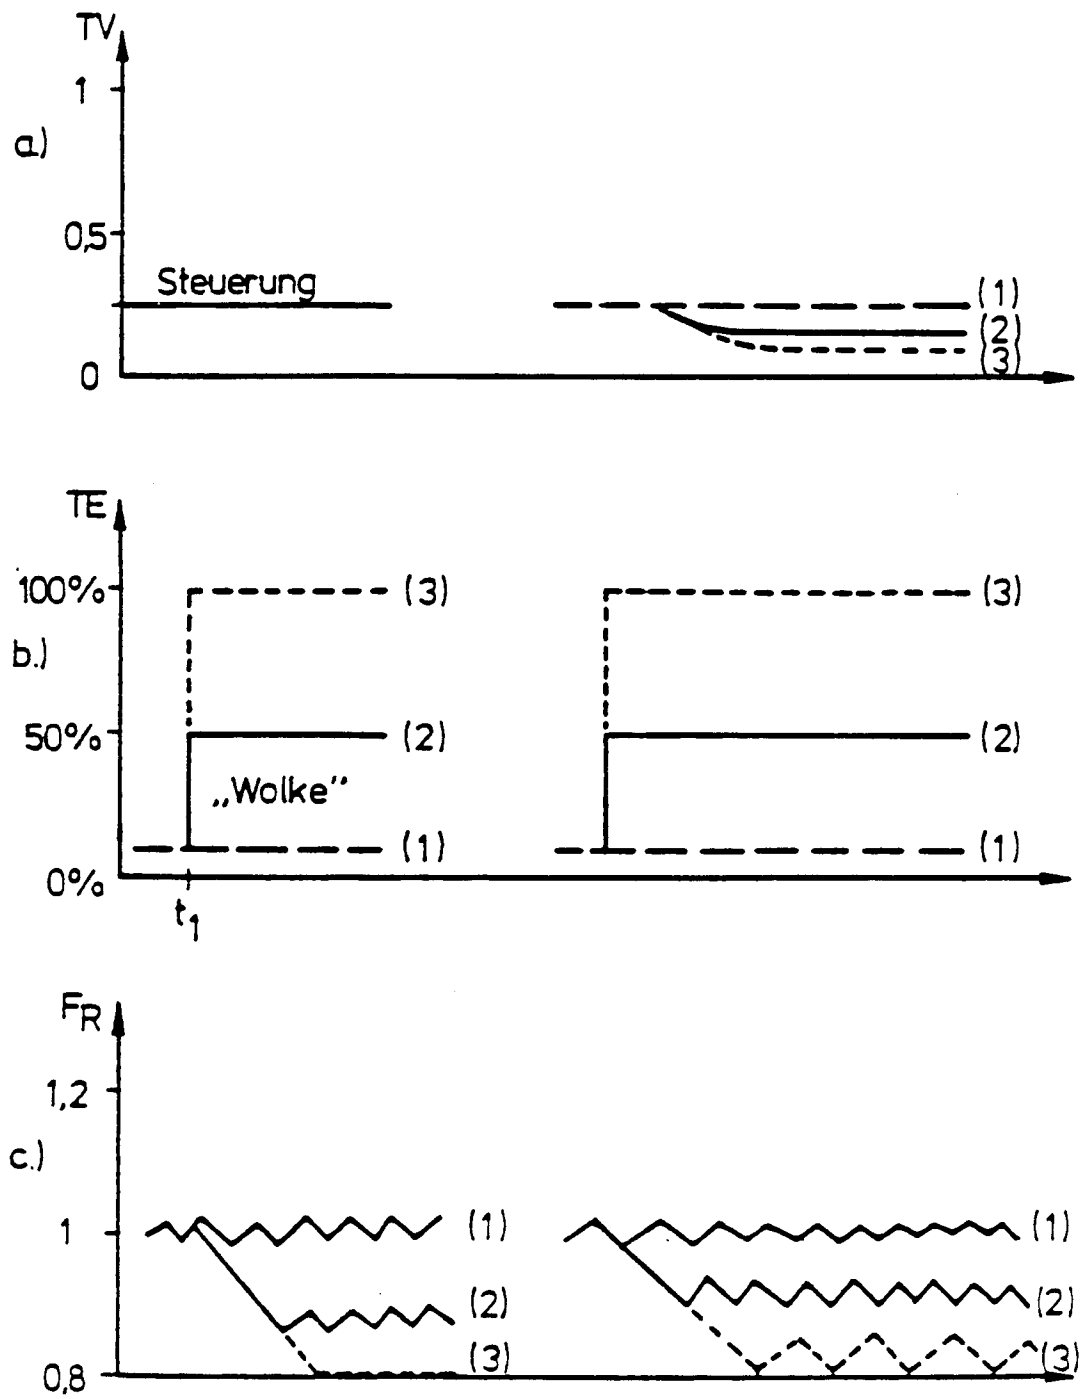 TV
1
a.)
0,5
Steuerung
(1)
(2)
(3)
0
TE
100%
(3)
(3)
b.)
50%
(2)
(2)
„Wolke”
(1)
(1)
0%
t1
FR
1,2
c.)
1
(1)
(1)
(2)
(2)
(3)
(3)
0,8